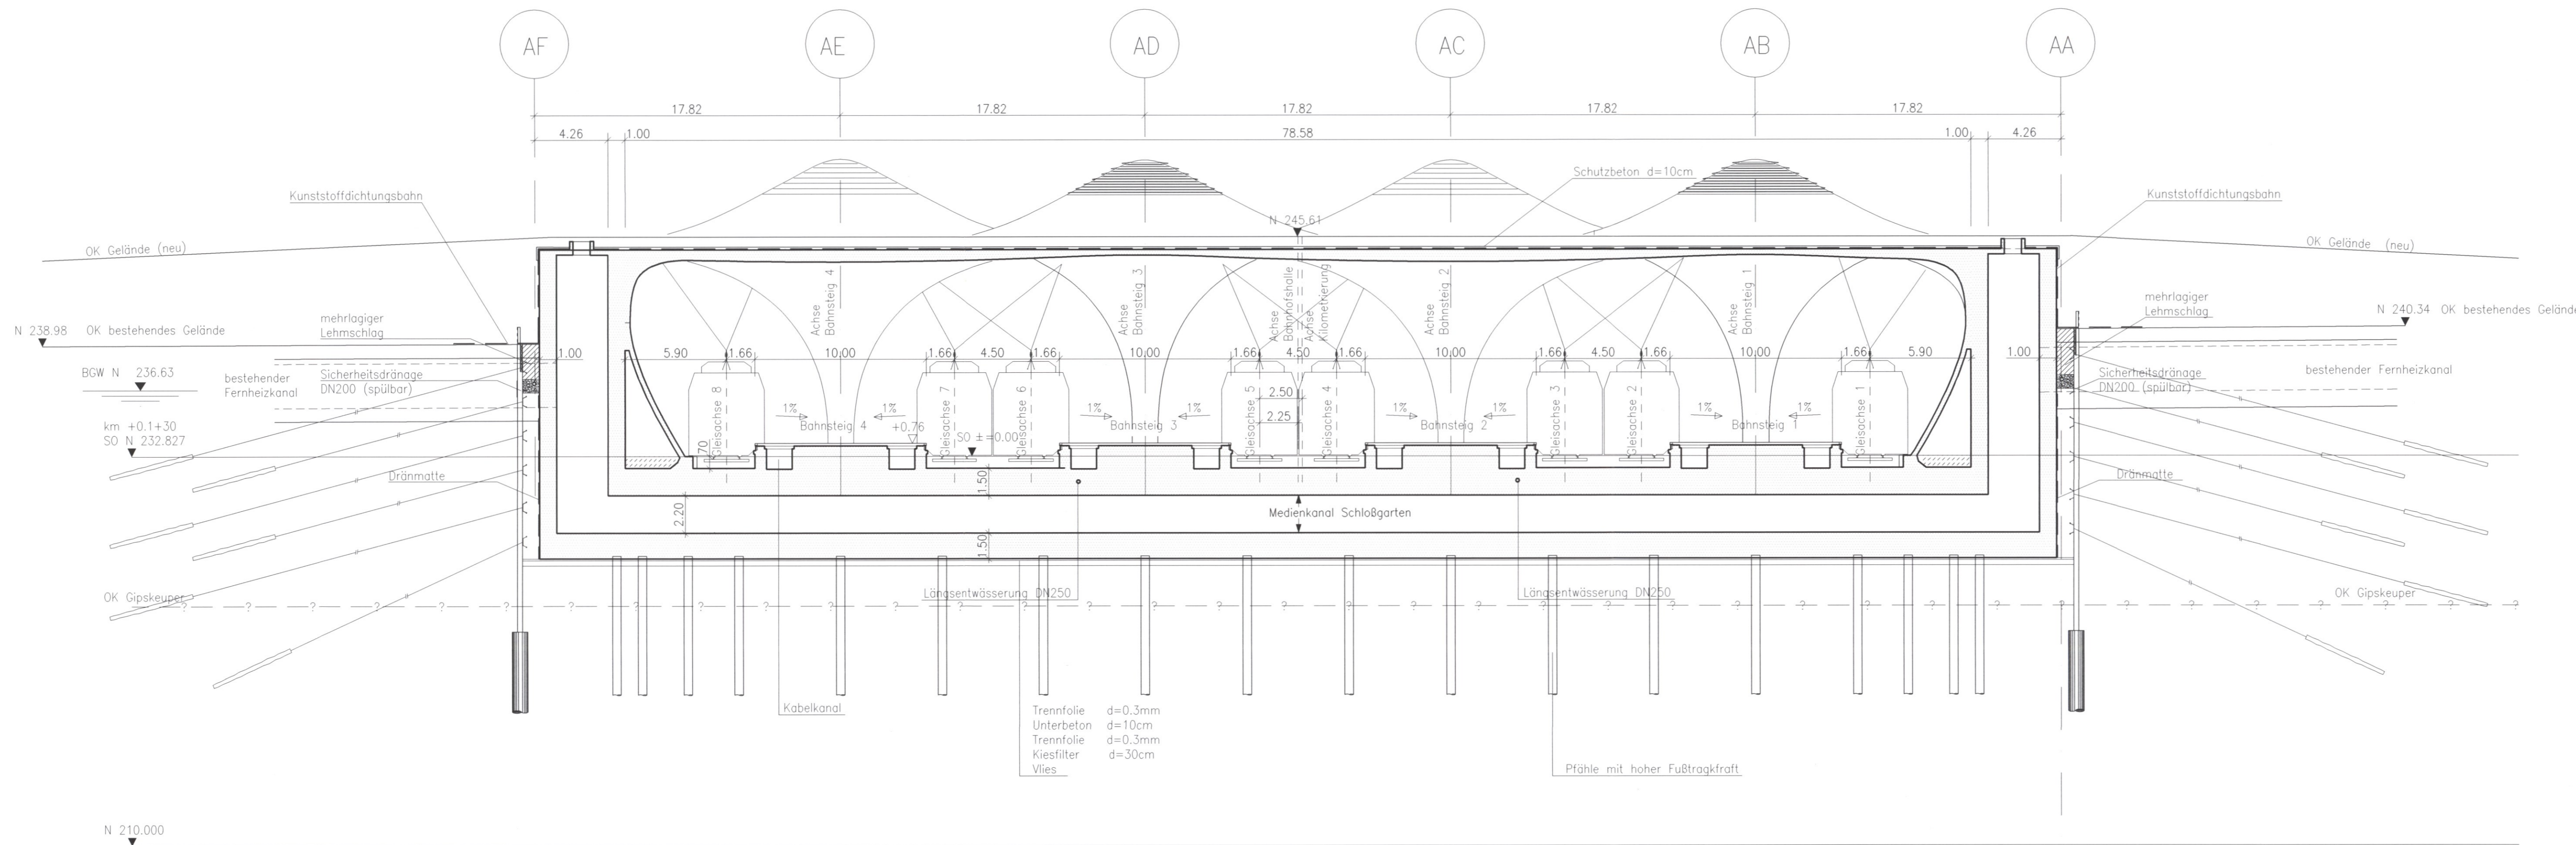 AF
AE
AD
AC
AB
AA
17.82
17.82
17.82
17.82
17.82
4.26
1.00
78.58
1.00
4.26
Schutzbeton d=10cm
Kunststoffdichtungsbahn
Kunststoffdichtungsbahn
N 245.61
OK Gelände (neu)
OK Gelände (neu)
Achse
Bahnsteig 4
Achse
Bahnsteig 3
Achse
Bahnhofshalle
Achse
Kilometrierung
Achse
Bahnsteig 2
Achse
Bahnsteig 1
mehrlagiger
Lehmschlag
mehrlagiger
Lehmschlag
N 238.98 OK bestehendes Gelände
N 240.34 OK bestehendes Gelände
1.00
5.90
1.66
10.00
1.66
4.50
1.66
10.00
1.66
4.50
1.66
10.00
1.66
4.50
1.66
10.00
1.66
5.90
1.00
BGW N 236.63
bestehender
Fernheizkanal
Sicherheitsdränage
DN200 (spülbar)
Sicherheitsdränage
DN200 (spülbar)
bestehender Fernheizkanal
Gleisachse 8
Gleisachse 7
Gleisachse 6
Gleisachse 5
Gleisachse 4
Gleisachse 3
Gleisachse 2
Gleisachse 1
2.50
2.25
1%
1%
1%
1%
1%
1%
1%
1%
Bahnsteig 4
+0.76
Bahnsteig 3
Bahnsteig 2
Bahnsteig 1
km +0.1+30
SO N 232.827
SO ±=0.00
70
Dränmatte
Dränmatte
1.50
2.20
Medienkanal Schloßgarten
1.50
OK Gipskeuper
Längsentwässerung DN250
Längsentwässerung DN250
OK Gipskeuper
? ? ? ? ? ? ? ? ? ? ? ? ? ? ? ? ? ? ? ? ? ? ? ? ? ? ? ? ? ? ? ? ? ? ? ? ?
Kabelkanal
Trennfolie d=0.3mm
Unterbeton d=10cm
Trennfolie d=0.3mm
Kiesfilter d=30cm
Vlies
Pfähle mit hoher Fußtragkfraft
N 210.000